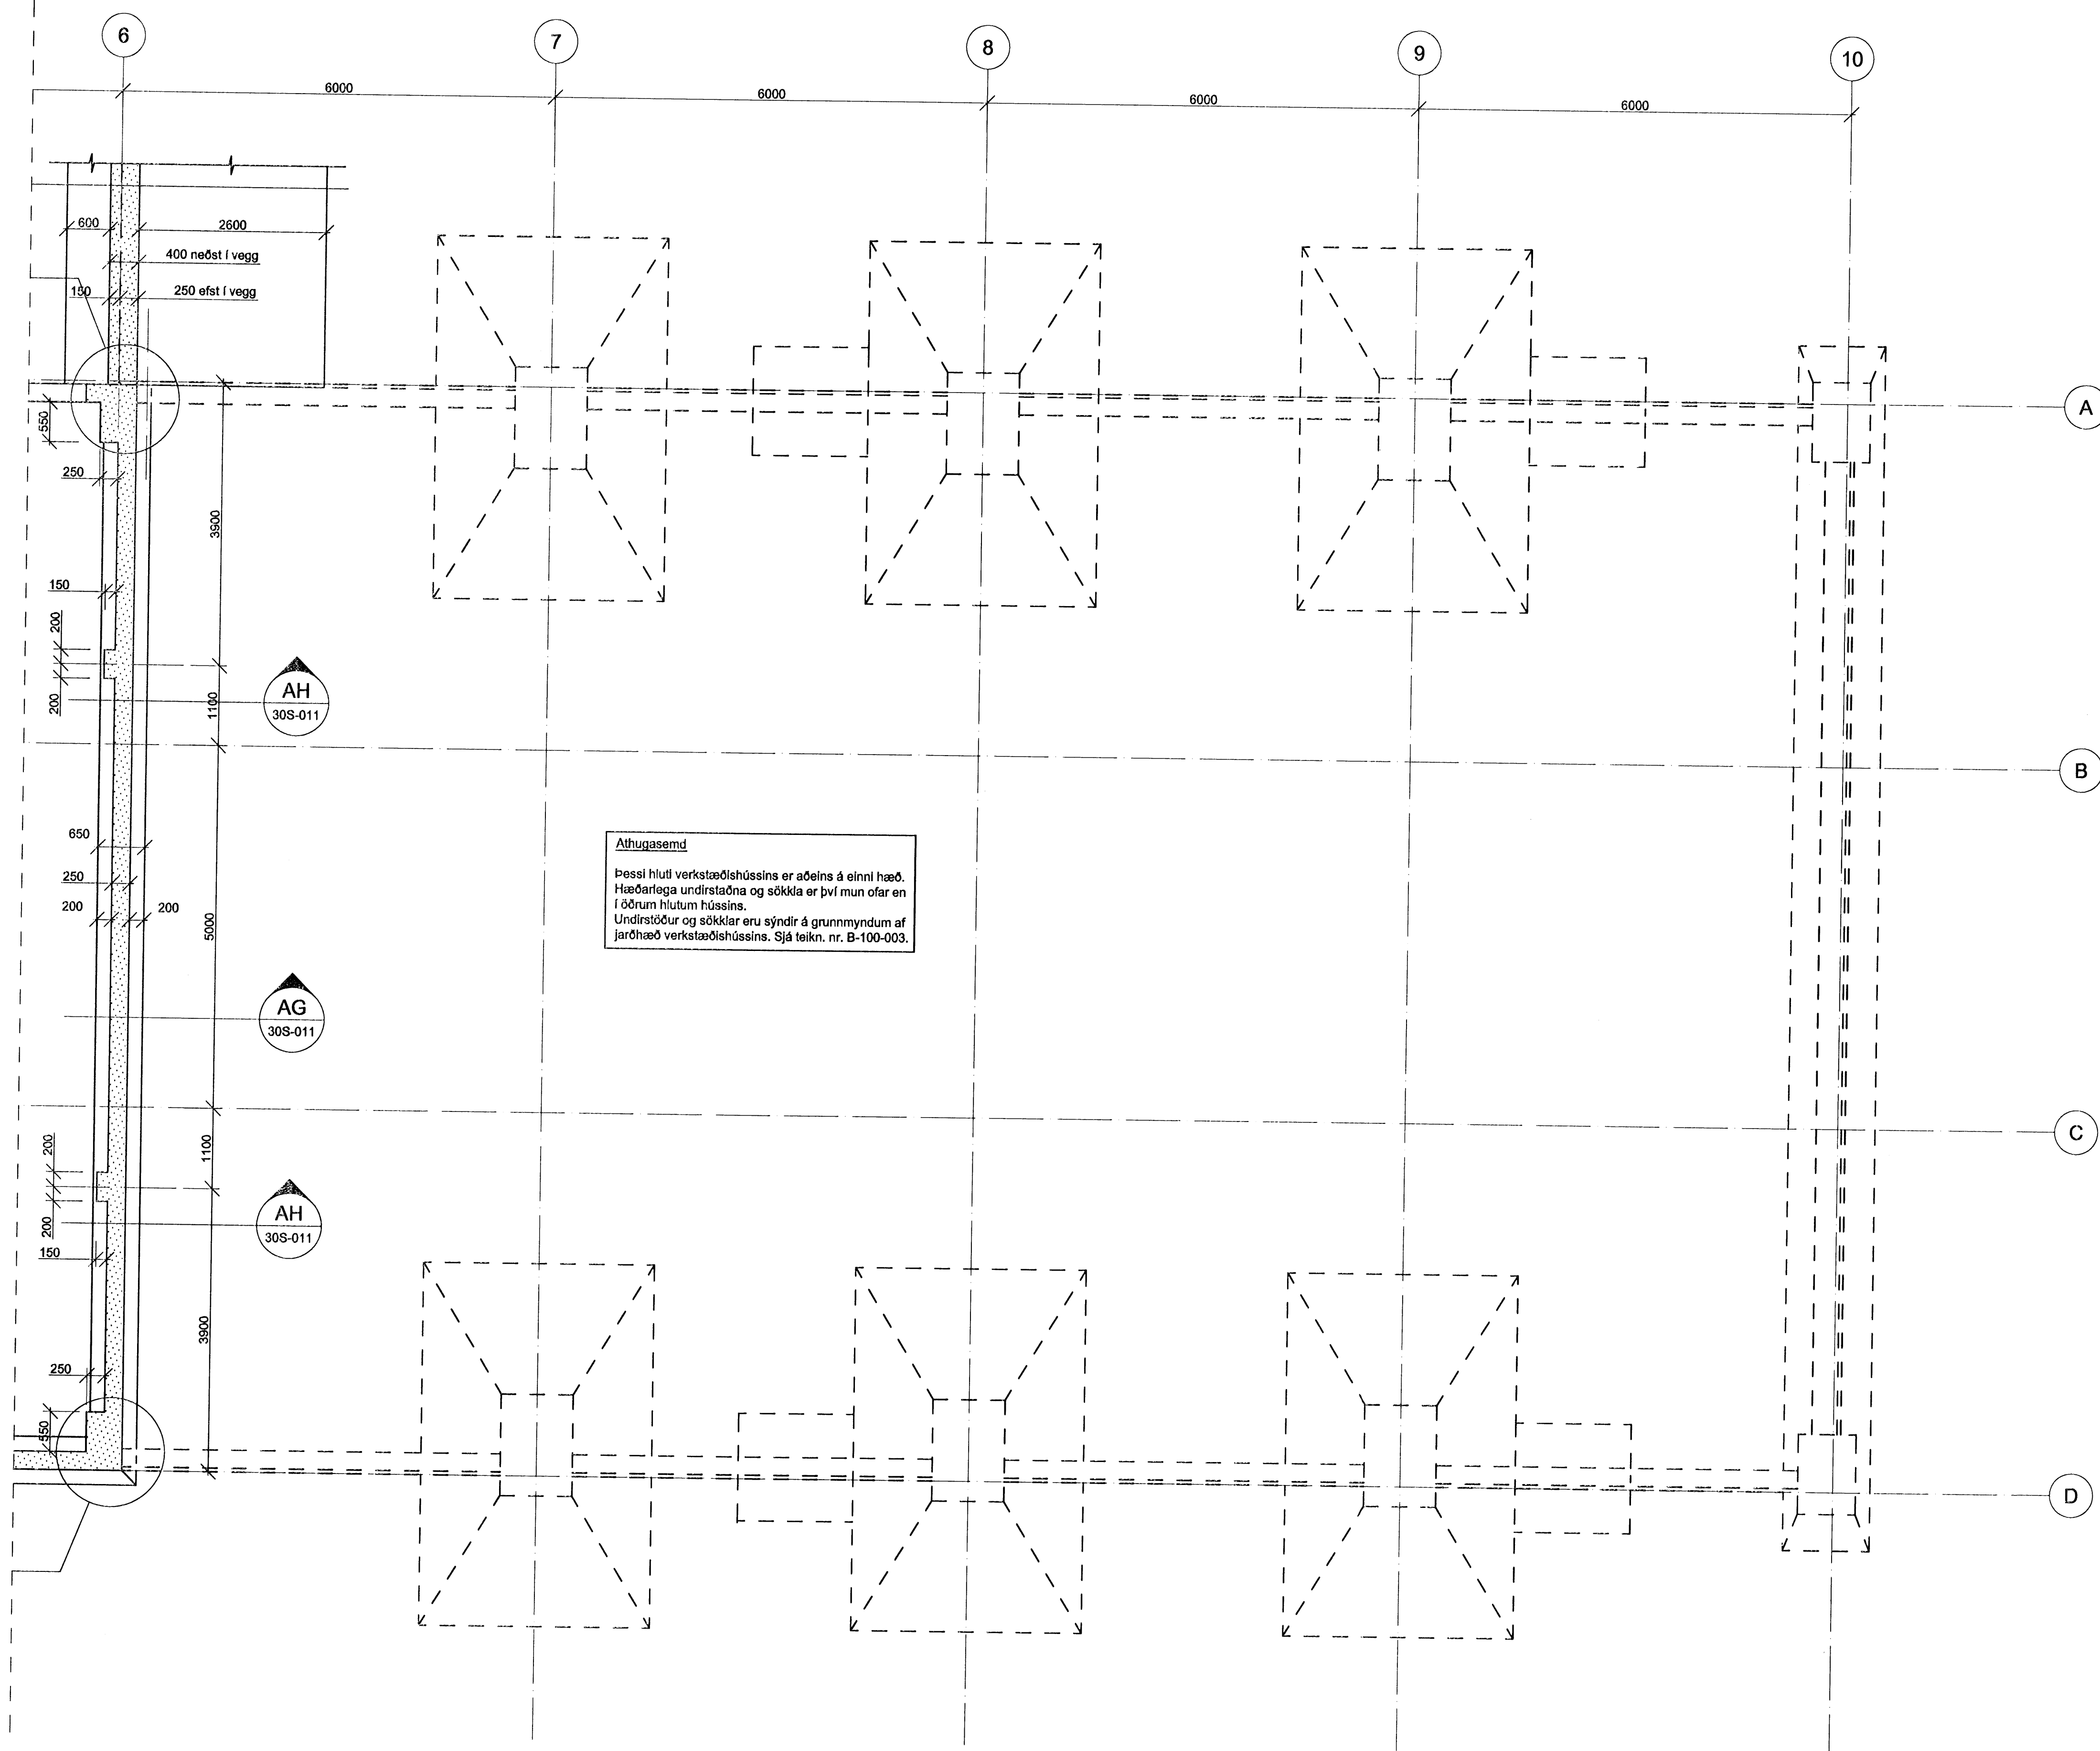 6
7
8
9
10
6000
6000
6000
6000
600
2600
400 neðst í vegg
150
250 efst í vegg
A
550
250
3900
150
200
200
AH
30S-011
1100
B
650
250
200
200
5000
Athugasemd
Þessi hluti verkstæðishússins er aðeins á einni hæð.
Hæðarlega undirstaðna og sökkla er því mun ofar en
í öðrum hlutum hússins.
Undirstöður og sökklar eru sýndir á grunnmyndum af
jarðhæð verkstæðishússins. Sjá teikn. nr. B-100-003.
AG
30S-011
C
200
1100
200
AH
30S-011
150
3900
250
550
D